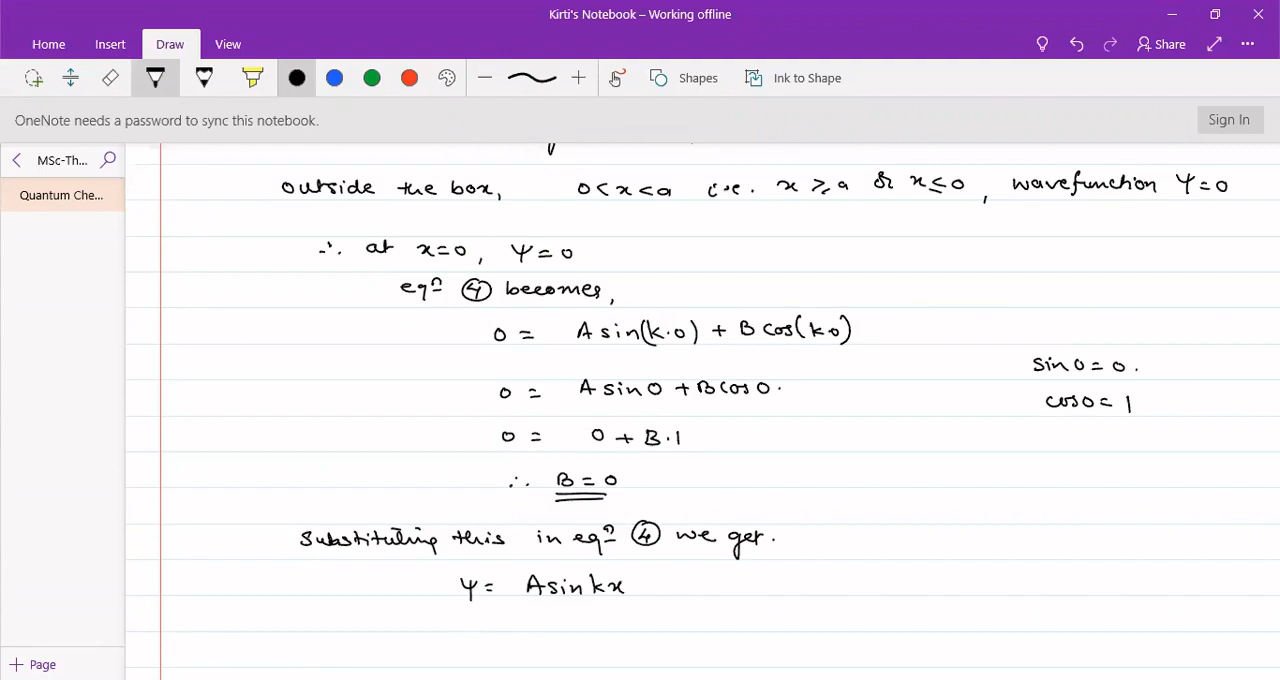 Kirti's Notebook – Working offline
Home Insert Draw View Share
Shapes Ink to Shape
OneNote needs a password to sync this notebook. Sign In
MSc-Th...
Quantum Che...
outside the box, 0 < x < a i.e. x ≥ a or x ≤ 0, wavefunction Ψ = 0
∴ at x = 0, Ψ = 0
eqn ④ becomes,
0 = A sin(k·0) + B cos(k0)
sin 0 = 0.
0 = A sin 0 + B cos 0.
cos 0 = 1
0 = 0 + B·1
∴ B = 0
Substituting this in eqn ④ we get.
Ψ = A sin kx
Page